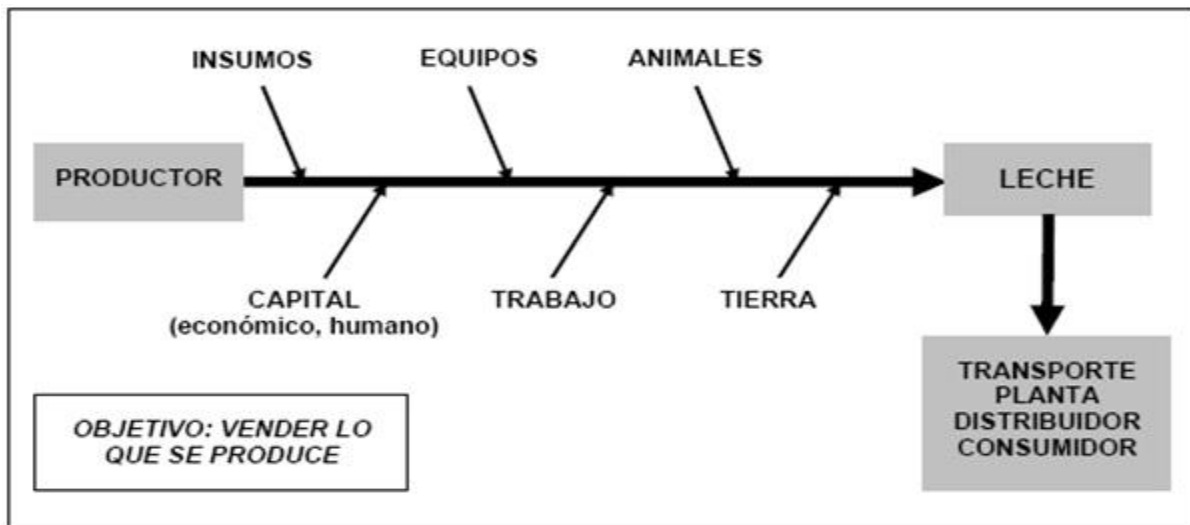 INSUMOS
EQUIPOS
ANIMALES
PRODUCTOR
LECHE
CAPITAL
(económico, humano)
TRABAJO
TIERRA
TRANSPORTE
PLANTA
DISTRIBUIDOR
CONSUMIDOR
OBJETIVO: VENDER LO
QUE SE PRODUCE